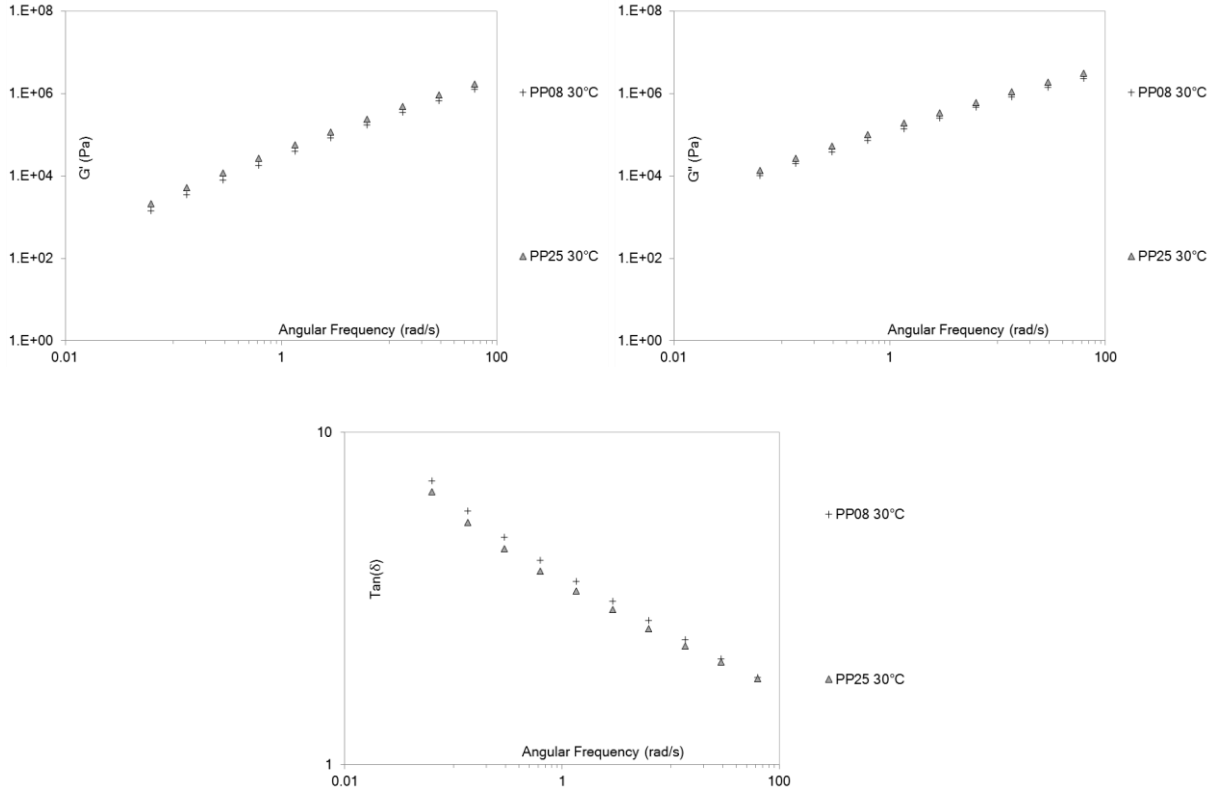 1.E+08
1.E+06
1.E+04
1.E+02
1.E+00
G' (Pa)
Angular Frequency (rad/s)
0.01
1
100
PP08 30°C
PP25 30°C
1.E+08
1.E+06
1.E+04
1.E+02
1.E+00
G" (Pa)
Angular Frequency (rad/s)
0.01
1
100
PP08 30°C
PP25 30°C
10
1
Tan(δ)
Angular Frequency (rad/s)
0.01
1
100
PP08 30°C
PP25 30°C